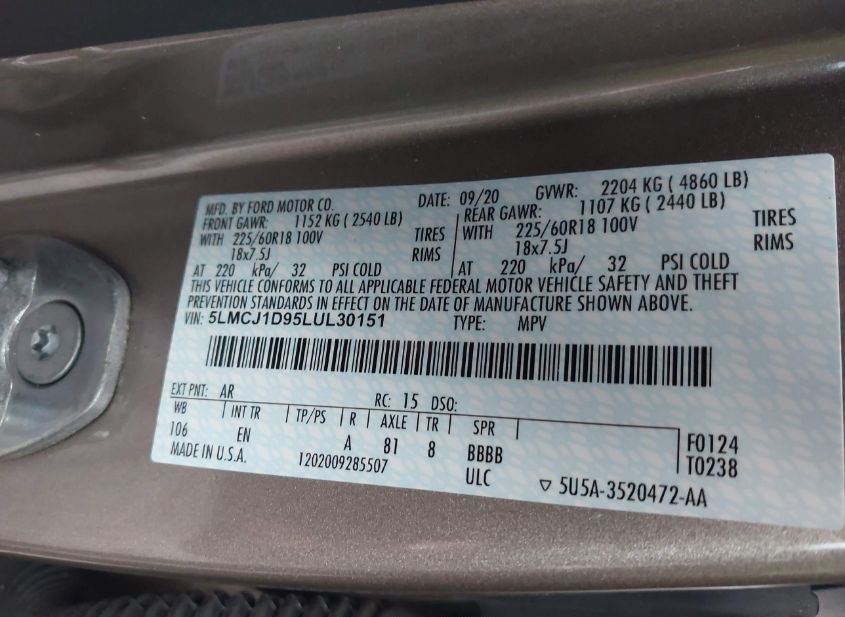 MFD. BY FORD MOTOR CO. DATE: 09/20 GVWR: 2204 KG ( 4860 LB)
FRONT GAWR: 1152 KG ( 2540 LB) REAR GAWR: 1107 KG ( 2440 LB)
WITH 225/60R18 100V TIRES WITH 225/60R18 100V TIRES
18x7.5J RIMS 18x7.5J RIMS
AT 220 kPa/ 32 PSI COLD AT 220 kPa/ 32 PSI COLD
THIS VEHICLE CONFORMS TO ALL APPLICABLE FEDERAL MOTOR VEHICLE SAFETY AND THEFT
PREVENTION STANDARDS IN EFFECT ON THE DATE OF MANUFACTURE SHOWN ABOVE.
VIN: 5LMCJ1D95LUL30151 TYPE: MPV
EXT PNT: AR RC: 15 DSO:
WB INT TR TP/PS R AXLE TR SPR
106 EN A 81 8 BBBB F0124
MADE IN U.S.A. 1202009285507 ULC T0238
▽ 5U5A-3520472-AA